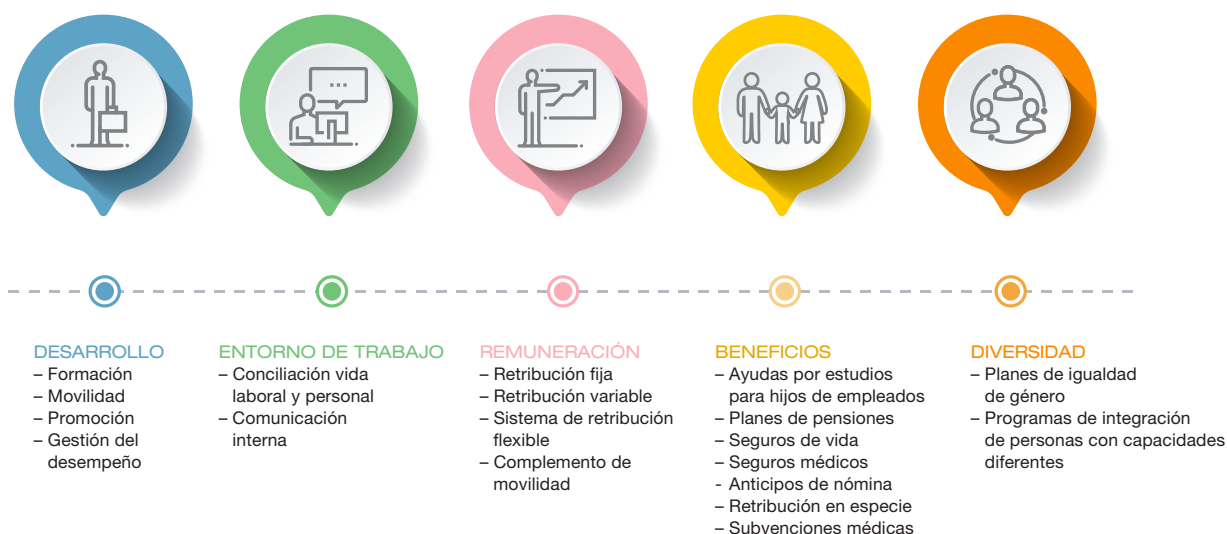 ...
DESARROLLO
– Formación
– Movilidad
– Promoción
– Gestión del
desempeño
ENTORNO DE TRABAJO
– Conciliación vida
laboral y personal
– Comunicación
interna
REMUNERACIÓN
– Retribución fija
– Retribución variable
– Sistema de retribución
flexible
– Complemento de
movilidad
BENEFICIOS
– Ayudas por estudios
para hijos de empleados
– Planes de pensiones
– Seguros de vida
– Seguros médicos
- Anticipos de nómina
– Retribución en especie
– Subvenciones médicas
DIVERSIDAD
– Planes de igualdad
de género
– Programas de integración
de personas con capacidades
diferentes